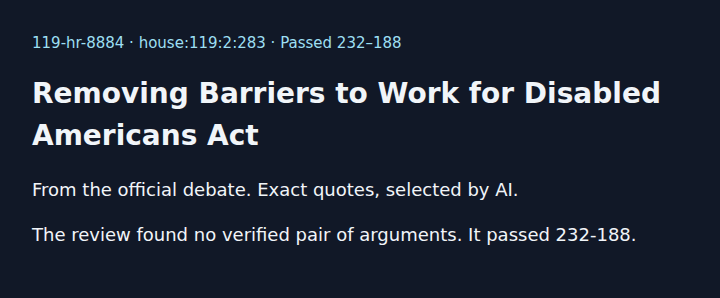 119-hr-8884 · house:119:2:283 · Passed 232–188
Removing Barriers to Work for Disabled
Americans Act
From the official debate. Exact quotes, selected by AI.
The review found no verified pair of arguments. It passed 232-188.